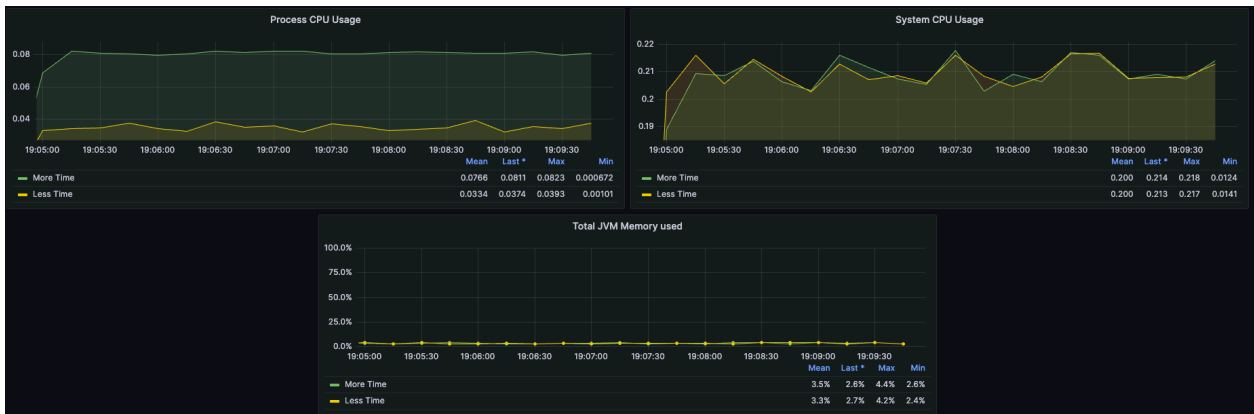 Process CPU Usage
0.08
0.06
0.04
19:05:00 19:05:30 19:06:00 19:06:30 19:07:00 19:07:30 19:08:00 19:08:30 19:09:00 19:09:30
Mean Last * Max Min
More Time 0.0766 0.0811 0.0823 0.000672
Less Time 0.0334 0.0374 0.0393 0.00101
System CPU Usage
0.22
0.21
0.2
0.19
19:05:00 19:05:30 19:06:00 19:06:30 19:07:00 19:07:30 19:08:00 19:08:30 19:09:00 19:09:30
Mean Last * Max Min
More Time 0.200 0.214 0.218 0.0124
Less Time 0.200 0.213 0.217 0.0141
Total JVM Memory used
100.0%
75.0%
50.0%
25.0%
0.0%
19:05:00 19:05:30 19:06:00 19:06:30 19:07:00 19:07:30 19:08:00 19:08:30 19:09:00 19:09:30
Mean Last * Max Min
More Time 3.5% 2.6% 4.4% 2.6%
Less Time 3.3% 2.7% 4.2% 2.4%